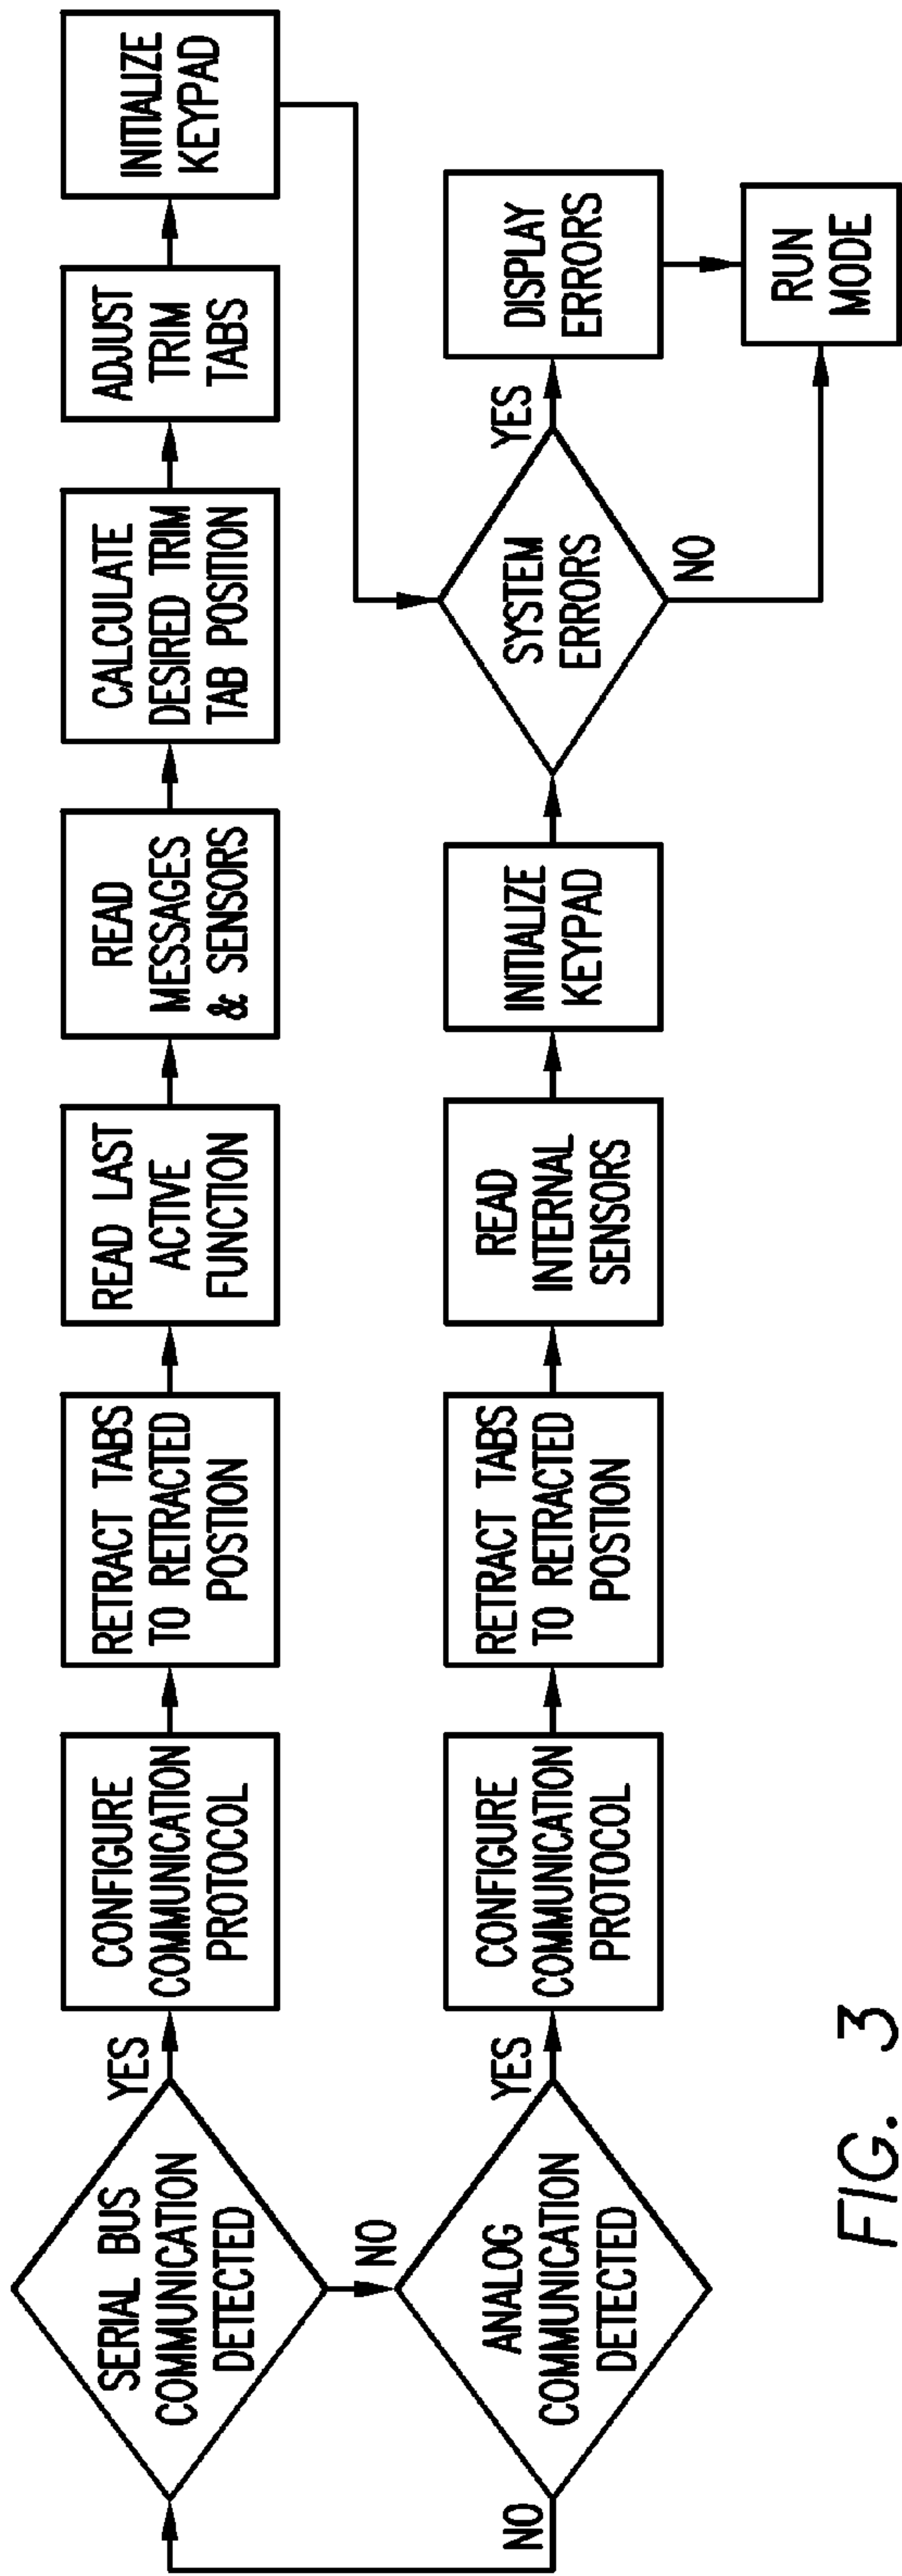 SERIAL BUS
COMMUNICATION
DETECTED
YES
NO
CONFIGURE
COMMUNICATION
PROTOCOL
RETRACT TABS
TO RETRACTED
POSTION
READ LAST
ACTIVE
FUNCTION
READ
MESSAGES
& SENSORS
CALCULATE
DESIRED TRIM
TAB POSITION
ADJUST
TRIM
TABS
INITIALIZE
KEYPAD
ANALOG
COMMUNICATION
DETECTED
NO
YES
CONFIGURE
COMMUNICATION
PROTOCOL
RETRACT TABS
TO RETRACTED
POSTION
READ
INTERNAL
SENSORS
INITIALIZE
KEYPAD
SYSTEM
ERRORS
YES
NO
DISPLAY
ERRORS
RUN
MODE
FIG. 3